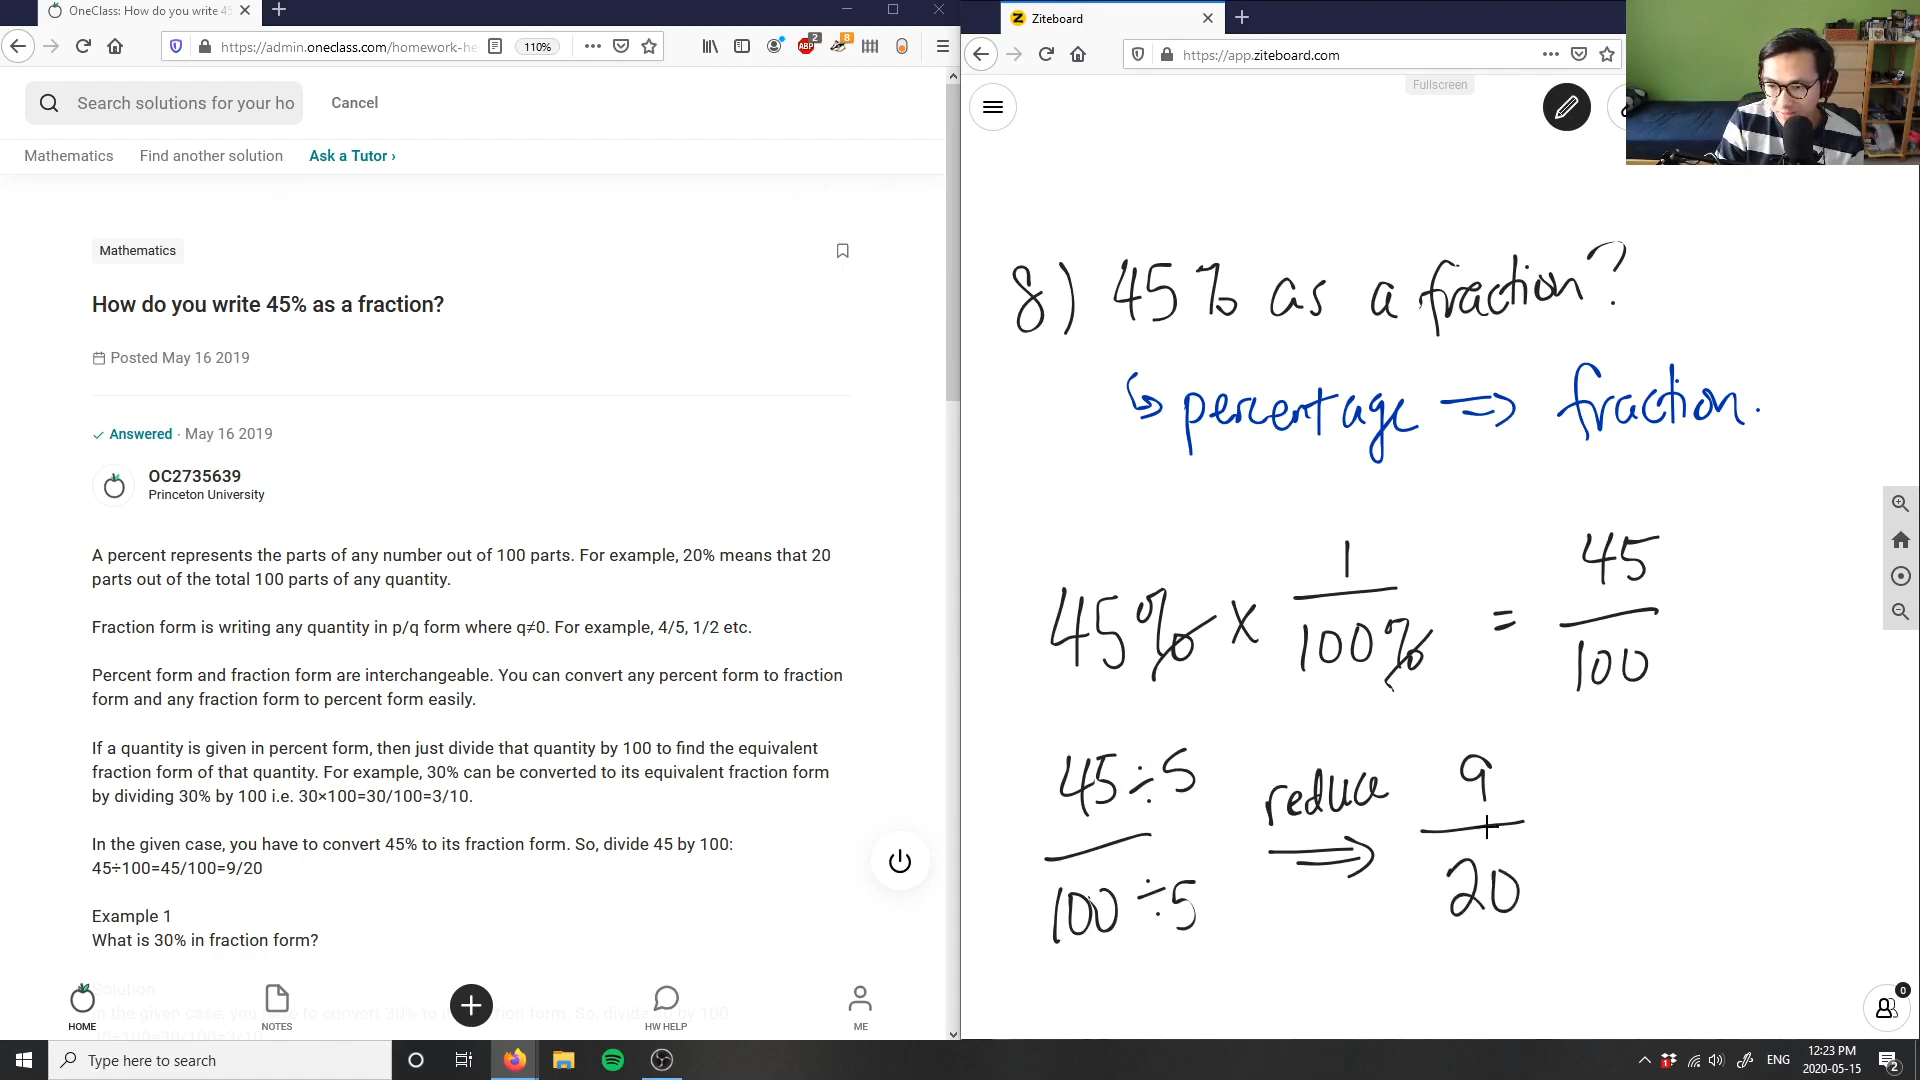 OneClass: How do you write 45
https://admin.oneclass.com/homework-he
110%
2
8
Search solutions for your ho
Cancel
Mathematics
Find another solution
Ask a Tutor ›
Mathematics
How do you write 45% as a fraction?
Posted May 16 2019
Answered · May 16 2019
OC2735639
Princeton University
A percent represents the parts of any number out of 100 parts. For example, 20% means that 20
parts out of the total 100 parts of any quantity.
Fraction form is writing any quantity in p/q form where q≠0. For example, 4/5, 1/2 etc.
Percent form and fraction form are interchangeable. You can convert any percent form to fraction
form and any fraction form to percent form easily.
If a quantity is given in percent form, then just divide that quantity by 100 to find the equivalent
fraction form of that quantity. For example, 30% can be converted to its equivalent fraction form
by dividing 30% by 100 i.e. 30×100=30/100=3/10.
In the given case, you have to convert 45% to its fraction form. So, divide 45 by 100:
45÷100=45/100=9/20
Example 1
What is 30% in fraction form?
Solution
HOME
NOTES
HW HELP
ME
Ziteboard
https://app.ziteboard.com
Fullscreen
8) 45% as a fraction?
↳ percentage ⇒ fraction.
45% × 1/100% = 45/100
45÷5/100÷5 reduce ⇒ 9/20
0
Type here to search
ENG
12:23 PM
2020-05-15
2